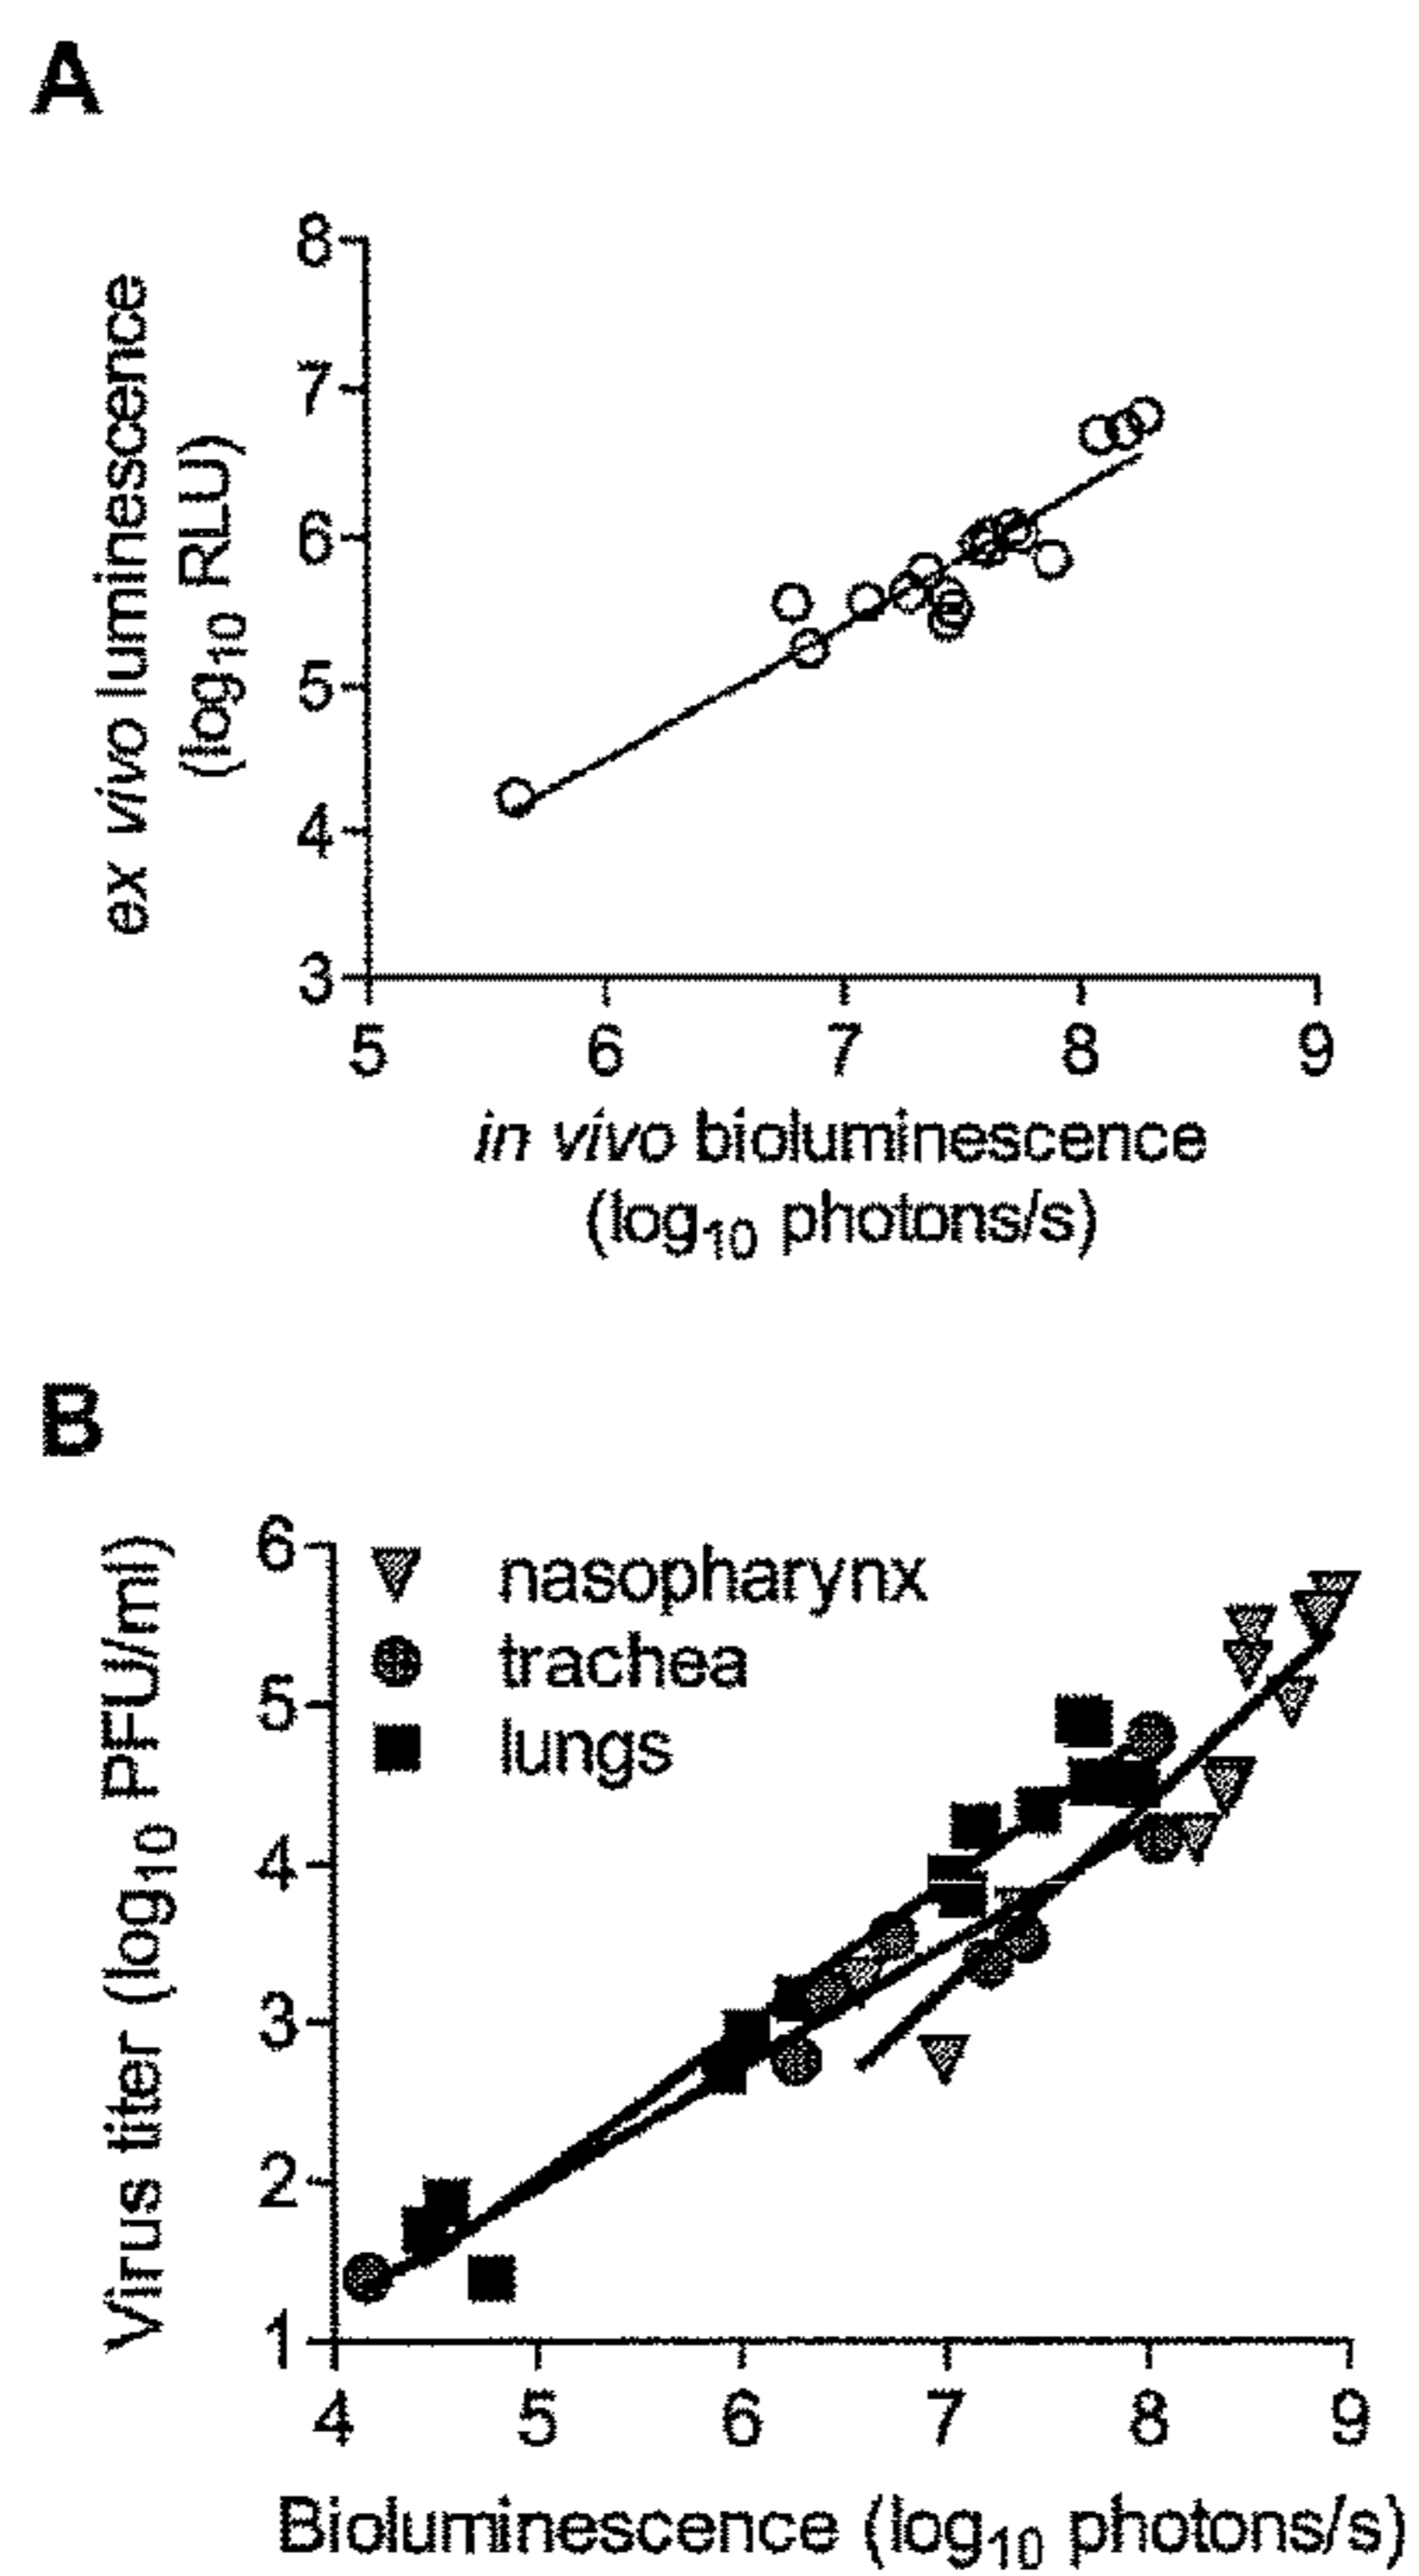 A
ex vivo luminescence
(log10 RLU)
8
7
6
5
4
3
5 6 7 8 9
in vivo bioluminescence
(log10 photons/s)
B
Virus titer (log10 PFU/ml)
6
5
4
3
2
1
nasopharynx
trachea
lungs
4 5 6 7 8 9
Bioluminescence (log10 photons/s)